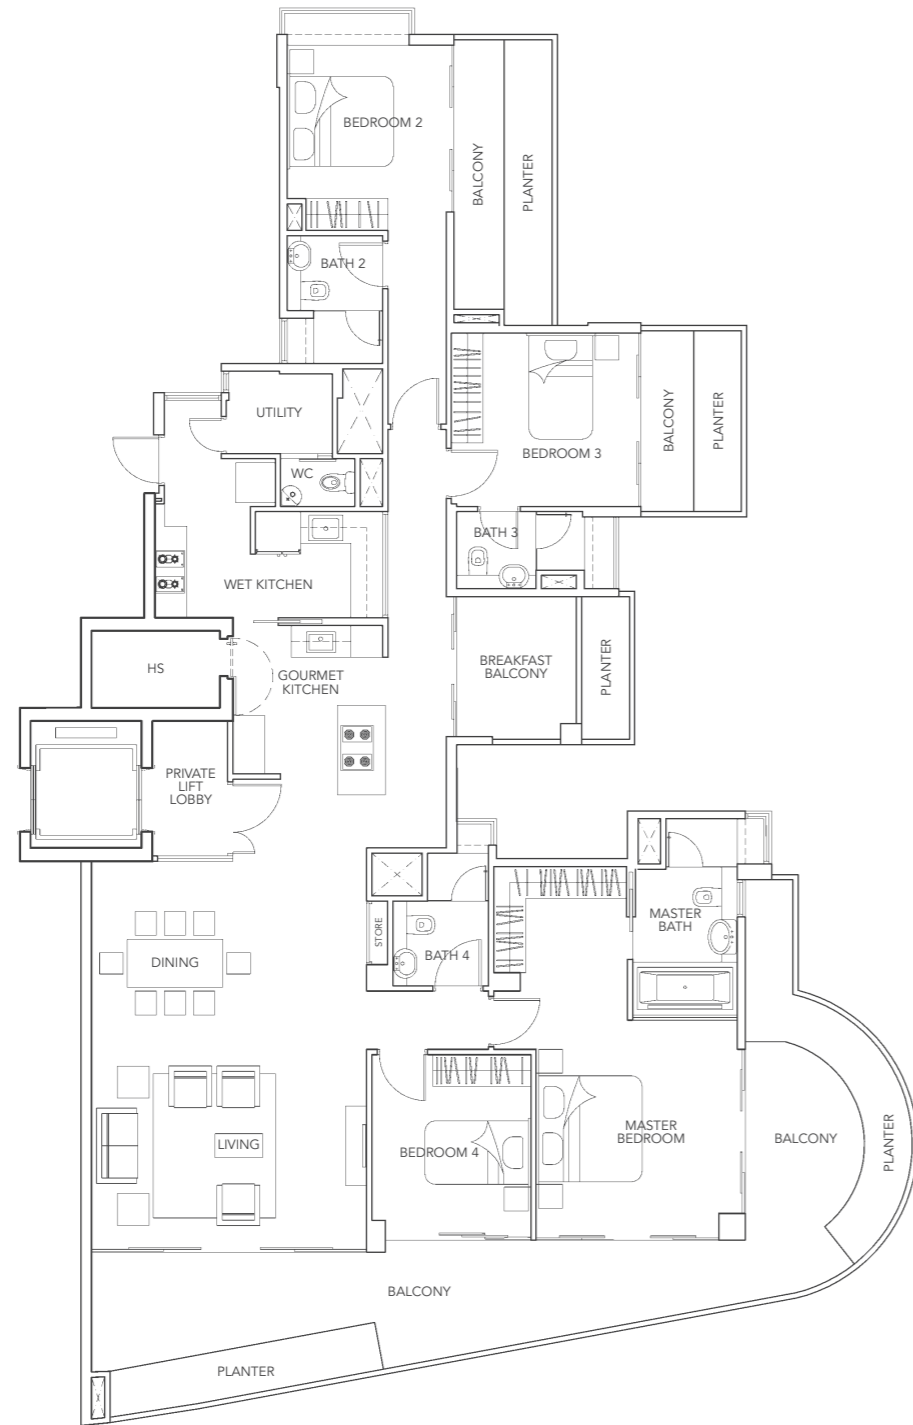 BEDROOM 2
BALCONY
PLANTER
BATH 2
UTILITY
BALCONY
PLANTER
BEDROOM 3
WC
BATH 3
WET KITCHEN
HS
GOURMET
KITCHEN
BREAKFAST
BALCONY
PLANTER
PRIVATE
LIFT
LOBBY
MASTER
BATH
STORE
BATH 4
DINING
LIVING
BEDROOM 4
MASTER
BEDROOM
BALCONY
PLANTER
BALCONY
PLANTER